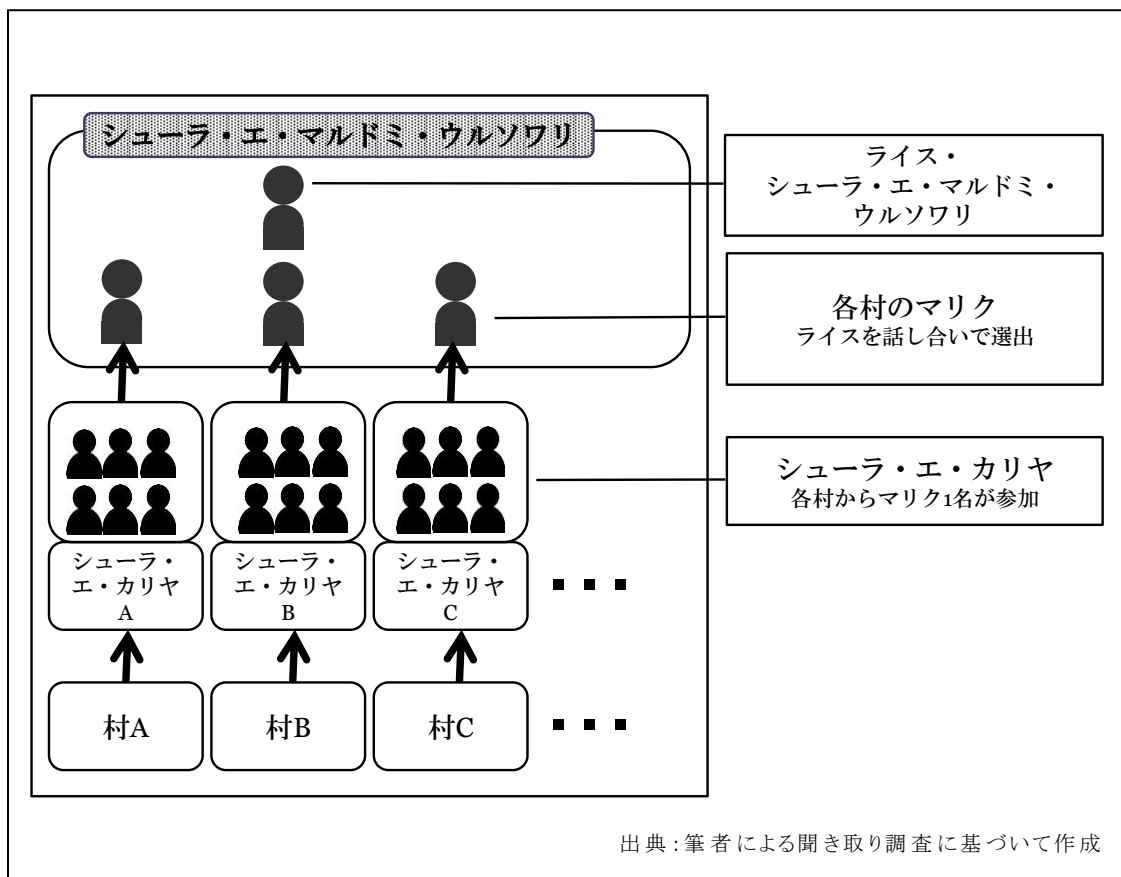 シューラ・エ・マルドミ・ウルソワリ
ライス・
シューラ・エ・マルドミ・
ウルソワリ
各村のマリク
ライスを話し合いで選出
シューラ・エ・カリヤ
各村からマリク1名が参加
シューラ・
エ・カリヤ
A
シューラ・
エ・カリヤ
B
シューラ・
エ・カリヤ
C
村A
村B
村C
出典:筆者による聞き取り調査に基づいて作成